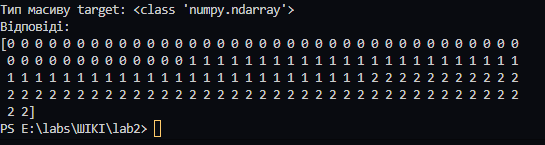 Тип масиву target: <class 'numpy.ndarray'>
Відповіді:
[0 0 0 0 0 0 0 0 0 0 0 0 0 0 0 0 0 0 0 0 0 0 0 0 0 0 0 0 0 0 0 0 0 0 0 0 0
 0 0 0 0 0 0 0 0 0 0 0 0 0 1 1 1 1 1 1 1 1 1 1 1 1 1 1 1 1 1 1 1 1 1 1 1 1
 1 1 1 1 1 1 1 1 1 1 1 1 1 1 1 1 1 1 1 1 1 1 1 1 1 1 2 2 2 2 2 2 2 2 2 2 2
 2 2 2 2 2 2 2 2 2 2 2 2 2 2 2 2 2 2 2 2 2 2 2 2 2 2 2 2 2 2 2 2 2 2 2 2 2
 2 2]
PS E:\labs\ШІКІ\lab2>